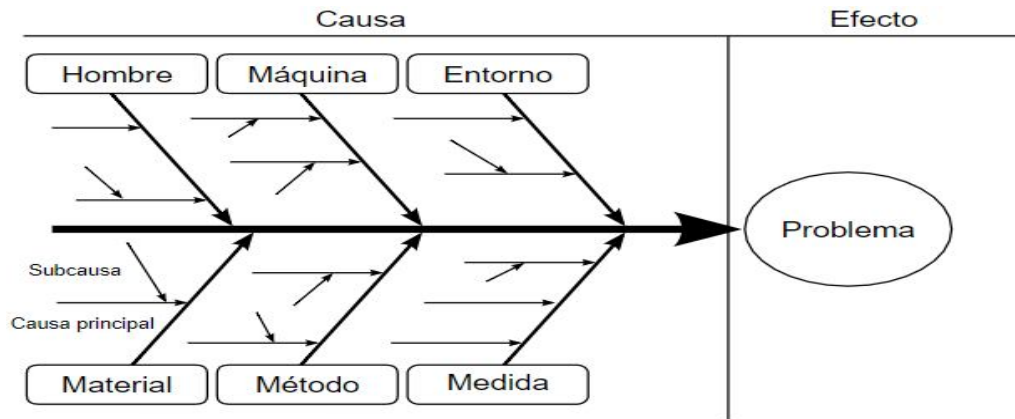 Causa
Efecto
Hombre
Máquina
Entorno
Problema
Subcausa
Causa principal
Material
Método
Medida